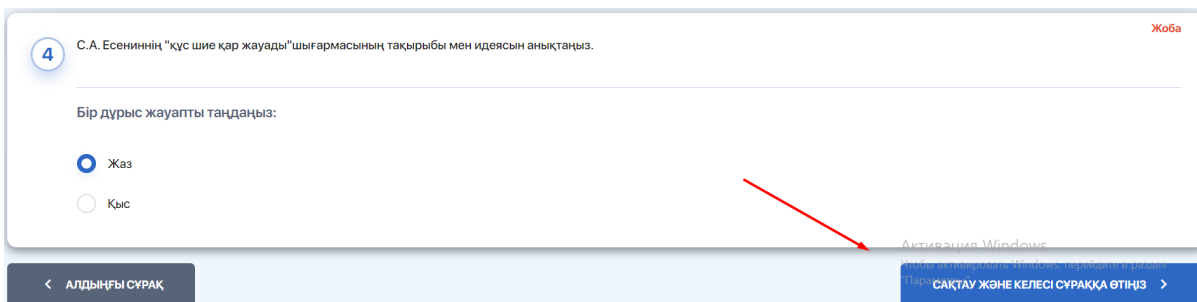 Жоба
4
С.А. Есениннің "құс шие қар жауады"шығармасының тақырыбы мен идеясын анықтаңыз.
Бір дұрыс жауапты таңдаңыз:
Жаз
Қыс
Активация Windows
Чтобы активировать Windows, перейдите в раздел
"Параметры".
АЛДЫҢҒЫ СҰРАҚ
САҚТАУ ЖӘНЕ КЕЛЕСІ СҰРАҚҚА ӨТІҢІЗ